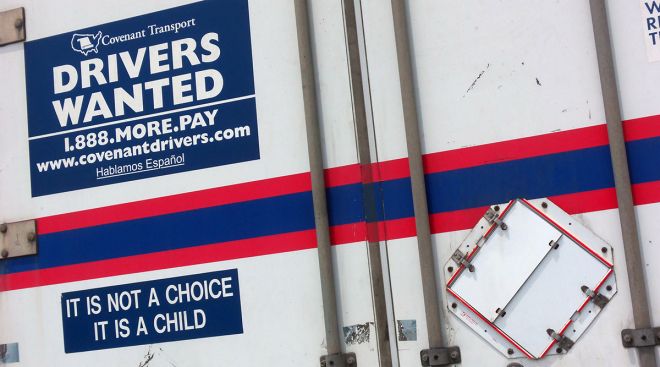 Covenant Transport
DRIVERS
WANTED
1.888.MORE.PAY
www.covenantdrivers.com
Hablamos Español
IT IS NOT A CHOICE
IT IS A CHILD